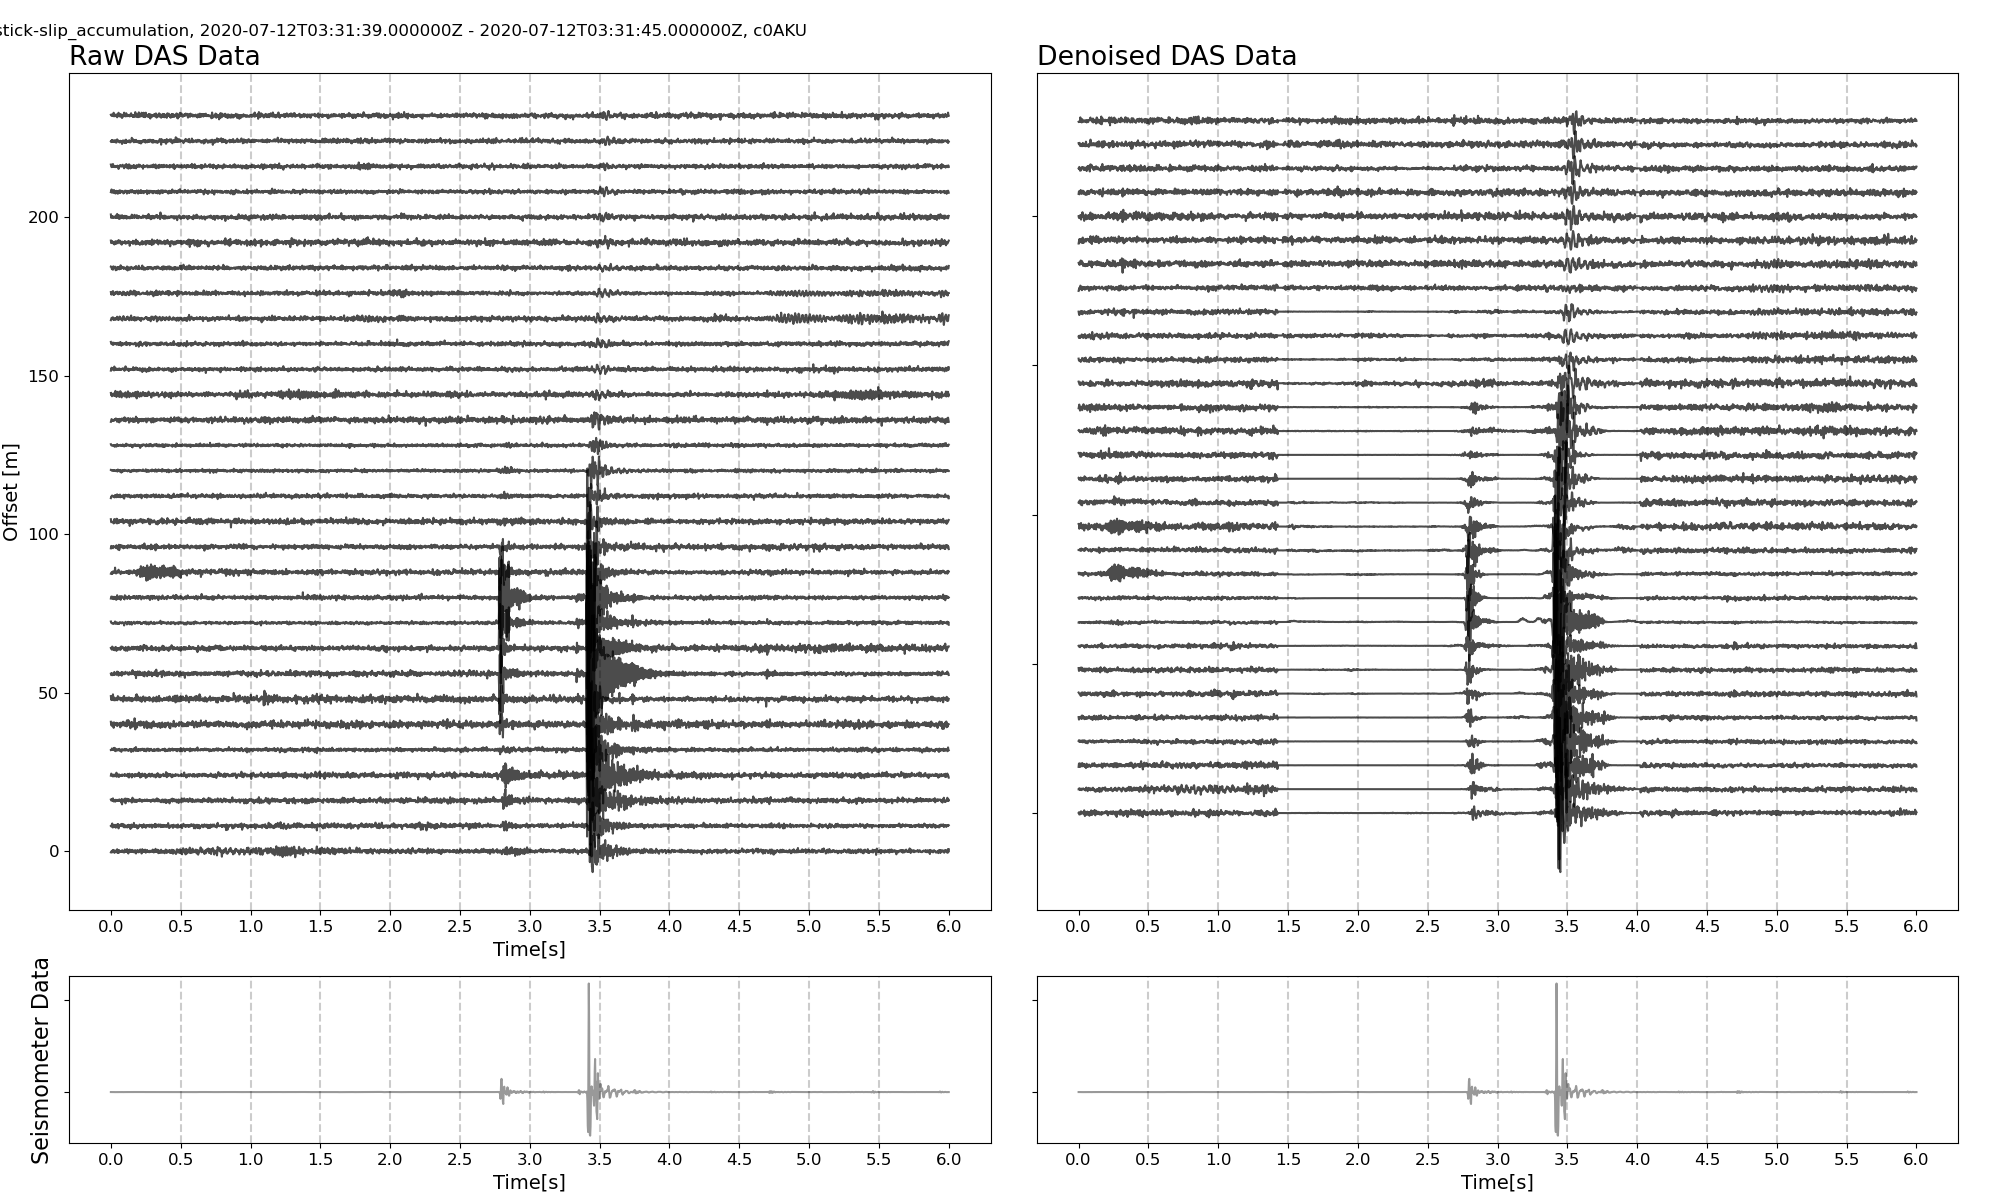 stick-slip_accumulation, 2020-07-12T03:31:39.000000Z - 2020-07-12T03:31:45.000000Z, c0AKU
Raw DAS Data
Denoised DAS Data
Offset [m]
200
150
100
50
0
0.0 0.5 1.0 1.5 2.0 2.5 3.0 3.5 4.0 4.5 5.0 5.5 6.0
Time[s]
0.0 0.5 1.0 1.5 2.0 2.5 3.0 3.5 4.0 4.5 5.0 5.5 6.0
Seismometer Data
0.0 0.5 1.0 1.5 2.0 2.5 3.0 3.5 4.0 4.5 5.0 5.5 6.0
Time[s]
0.0 0.5 1.0 1.5 2.0 2.5 3.0 3.5 4.0 4.5 5.0 5.5 6.0
Time[s]